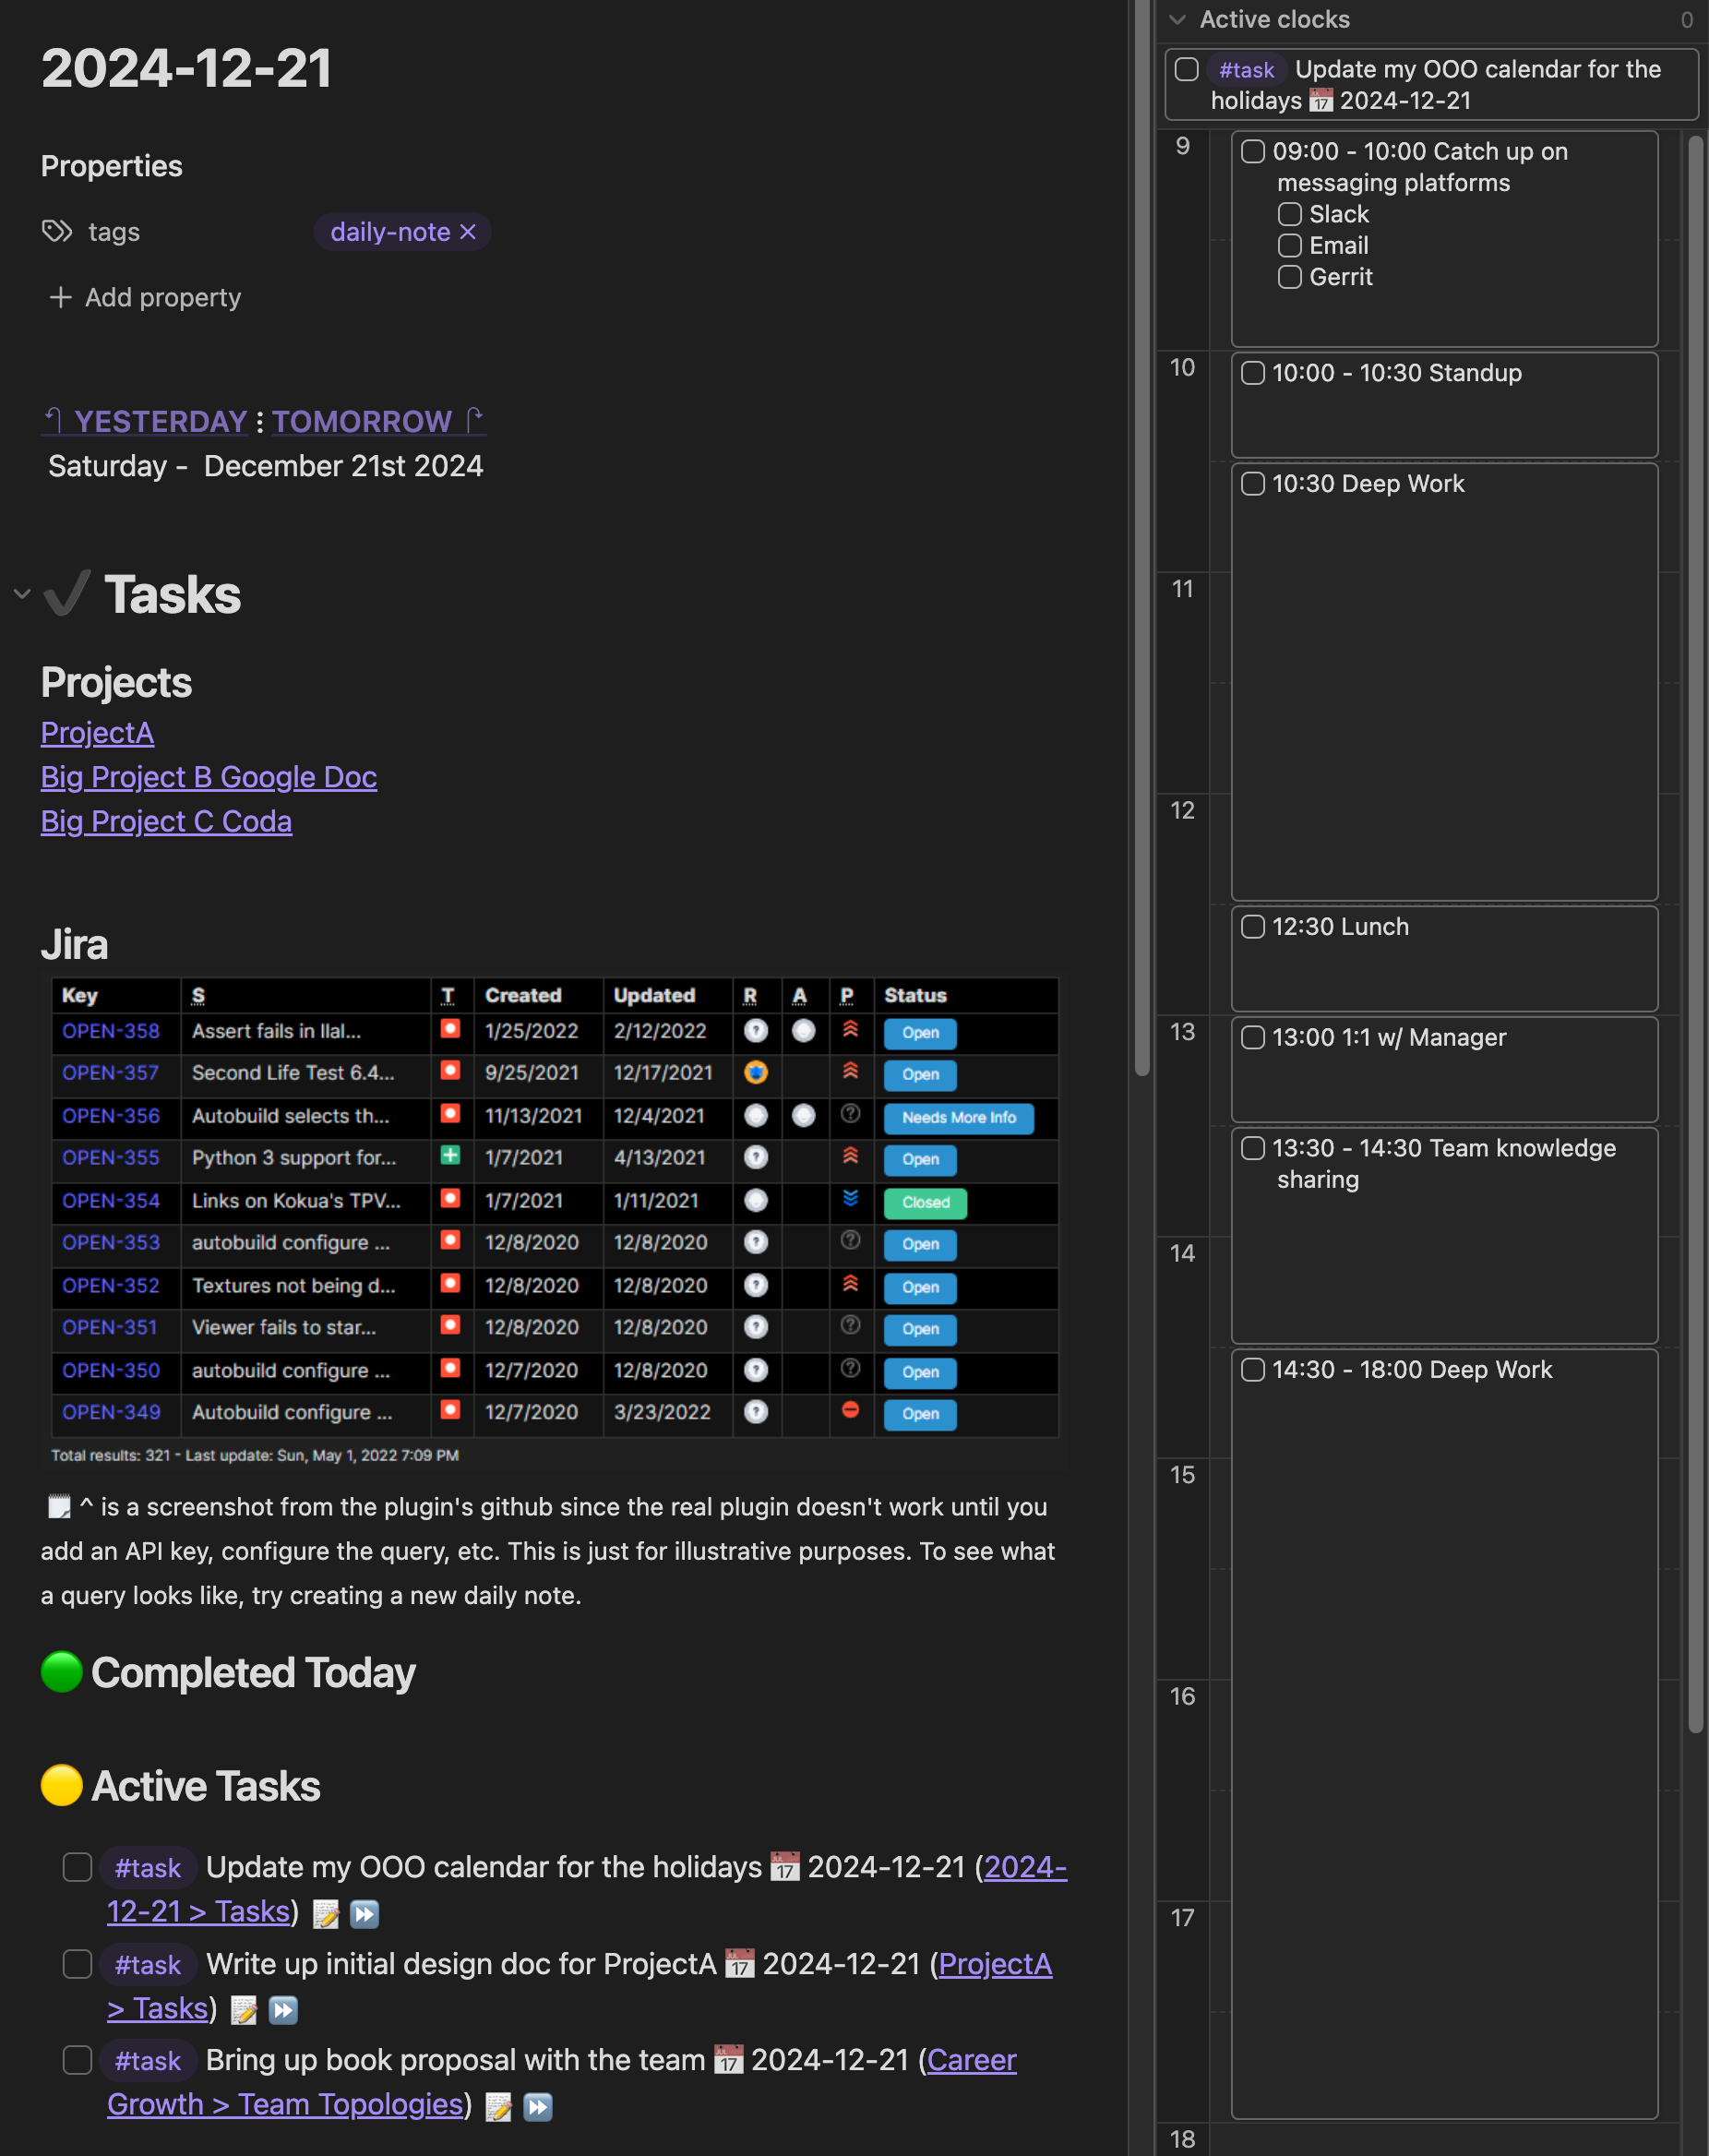 2024-12-21
Properties
tags daily-note ×
+ Add property
YESTERDAY ⋮ TOMORROW
Saturday - December 21st 2024
✔ Tasks
Projects
ProjectA
Big Project B Google Doc
Big Project C Coda
Jira
Key S T Created Updated R A P Status
OPEN-358 Assert fails in llal... 1/25/2022 2/12/2022 Open
OPEN-357 Second Life Test 6.4... 9/25/2021 12/17/2021 Open
OPEN-356 Autobuild selects th... 11/13/2021 12/4/2021 Needs More Info
OPEN-355 Python 3 support for... 1/7/2021 4/13/2021 Open
OPEN-354 Links on Kokua's TPV... 1/7/2021 1/11/2021 Closed
OPEN-353 autobuild configure ... 12/8/2020 12/8/2020 Open
OPEN-352 Textures not being d... 12/8/2020 12/8/2020 Open
OPEN-351 Viewer fails to star... 12/8/2020 12/8/2020 Open
OPEN-350 autobuild configure ... 12/7/2020 12/8/2020 Open
OPEN-349 Autobuild configure ... 12/7/2020 3/23/2022 Open
Total results: 321 - Last update: Sun, May 1, 2022 7:09 PM
^ is a screenshot from the plugin's github since the real plugin doesn't work until you
add an API key, configure the query, etc. This is just for illustrative purposes. To see what
a query looks like, try creating a new daily note.
🟢 Completed Today
🟡 Active Tasks
#task Update my OOO calendar for the holidays 📅 2024-12-21 (2024-
12-21 > Tasks) 📝 ⏩
#task Write up initial design doc for ProjectA 📅 2024-12-21 (ProjectA
> Tasks) 📝 ⏩
#task Bring up book proposal with the team 📅 2024-12-21 (Career
Growth > Team Topologies) 📝 ⏩
Active clocks 0
#task Update my OOO calendar for the
holidays 📅 2024-12-21
9
09:00 - 10:00 Catch up on
messaging platforms
Slack
Email
Gerrit
10
10:00 - 10:30 Standup
10:30 Deep Work
11
12
12:30 Lunch
13
13:00 1:1 w/ Manager
13:30 - 14:30 Team knowledge
sharing
14
14:30 - 18:00 Deep Work
15
16
17
18